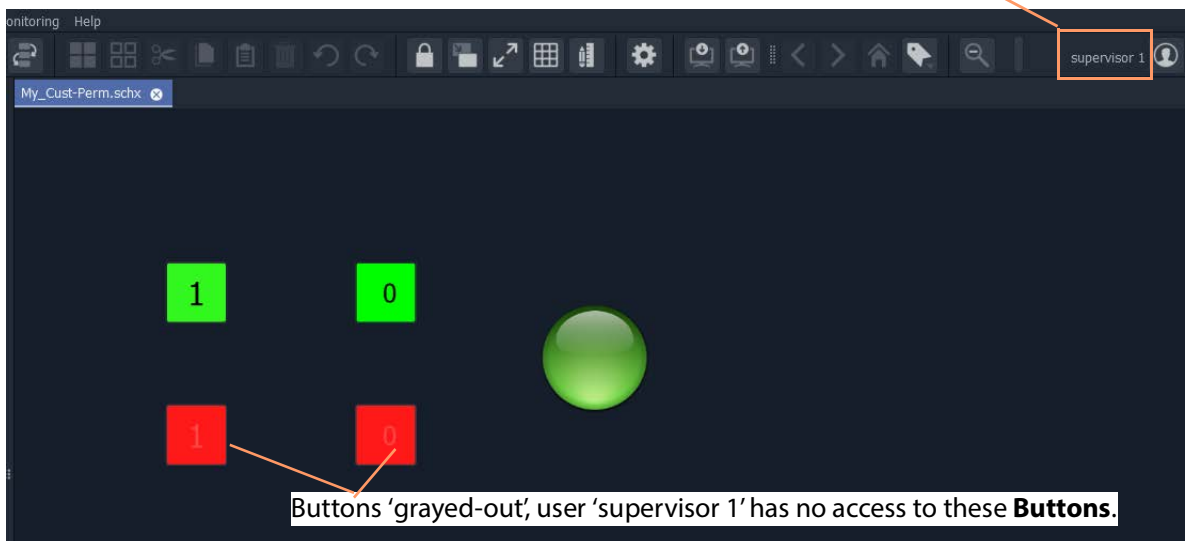 onitoring Help
supervisor 1
My_Cust-Perm.schx
1 0
1 0
Buttons ‘grayed-out’, user ‘supervisor 1’ has no access to these Buttons.